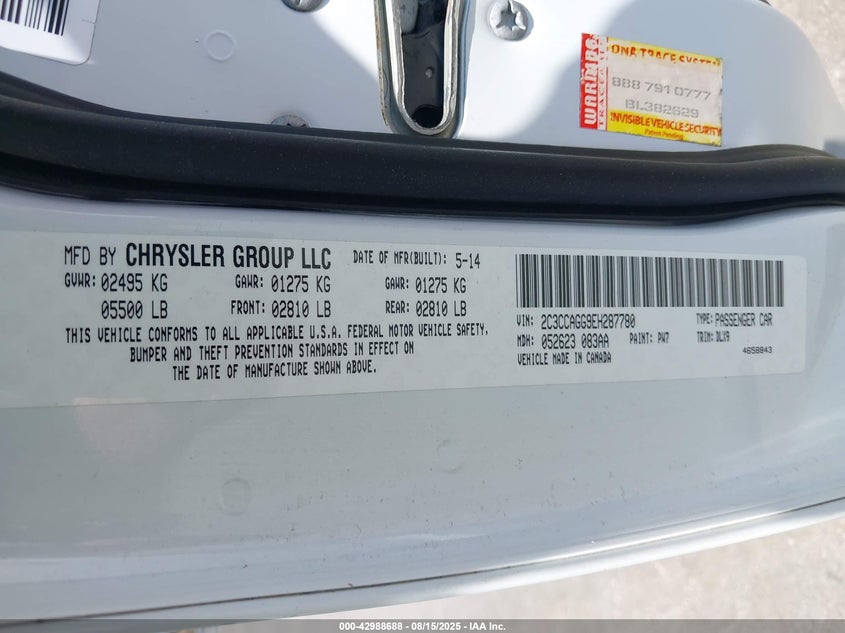 DNA TRACE SYSTEM
WARMARK
888 791 0777
BL382629
INVISIBLE VEHICLE SECURITY
Patent Pending
MFD BY CHRYSLER GROUP LLC DATE OF MFR(BUILT): 5-14
GVWR: 02495 KG GAWR: 01275 KG GAWR: 01275 KG
05500 LB FRONT: 02810 LB REAR: 02810 LB
THIS VEHICLE CONFORMS TO ALL APPLICABLE U.S.A. FEDERAL MOTOR VEHICLE SAFETY,
BUMPER AND THEFT PREVENTION STANDARDS IN EFFECT ON
THE DATE OF MANUFACTURE SHOWN ABOVE.
VIN: 2C3CCAGG9EH287780 TYPE: PASSENGER CAR
MDH: 052623 083AA PAINT: PW7 TRIM: DLX9
VEHICLE MADE IN CANADA 4658843
000-42988688 - 08/15/2025 - IAA Inc.